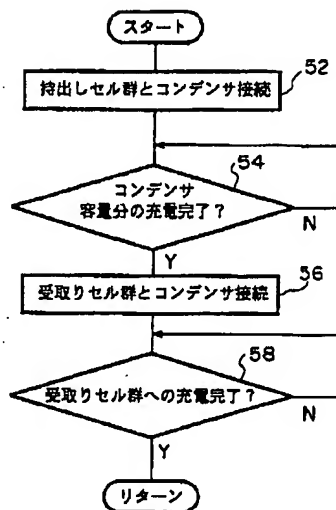 スタート
持出しセル群とコンデンサ接続
52
54
コンデンサ
容量分の充電完了？
N
Y
受取りセル群とコンデンサ接続
56
58
受取りセル群への充電完了？
N
Y
リターン